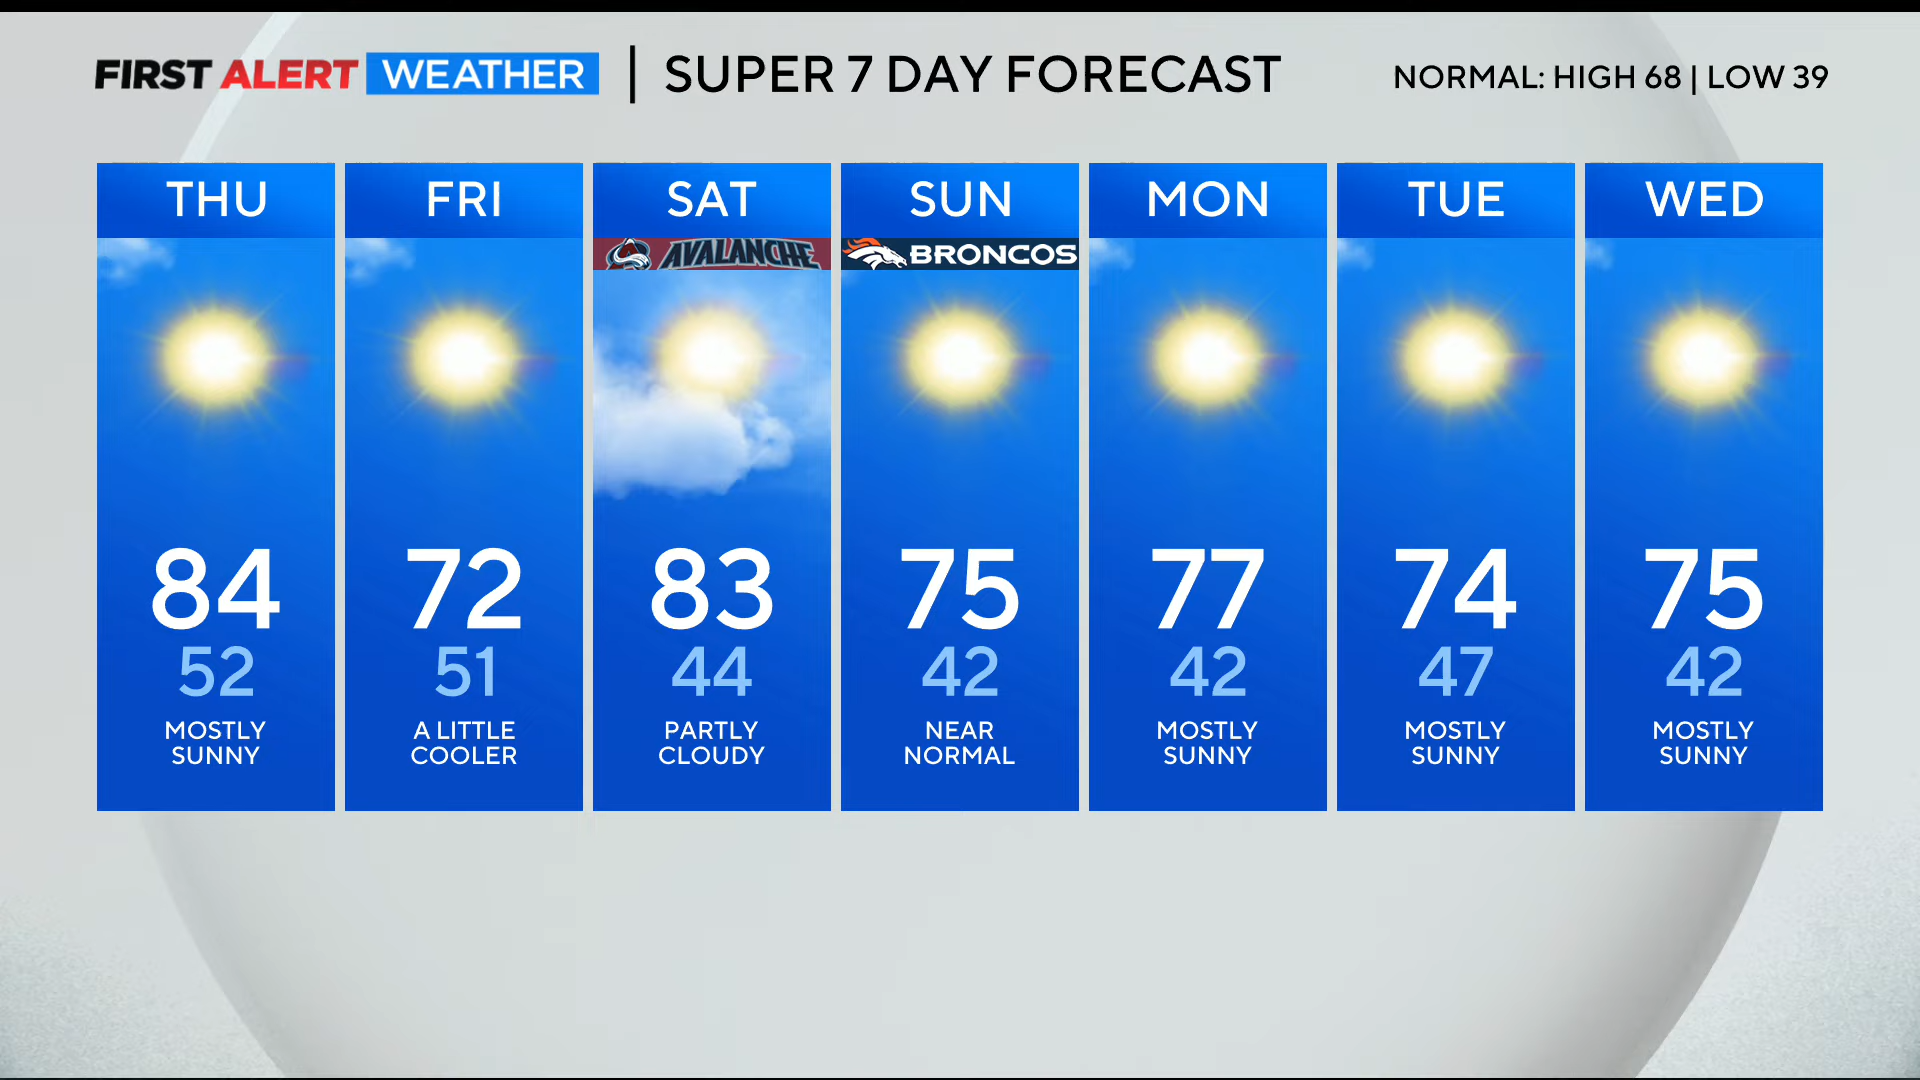 FIRST ALERT WEATHER | SUPER 7 DAY FORECAST
NORMAL: HIGH 68 | LOW 39
THU
84
52
MOSTLY
SUNNY
FRI
72
51
A LITTLE
COOLER
SAT
AVALANCHE
83
44
PARTLY
CLOUDY
SUN
BRONCOS
75
42
NEAR
NORMAL
MON
77
42
MOSTLY
SUNNY
TUE
74
47
MOSTLY
SUNNY
WED
75
42
MOSTLY
SUNNY